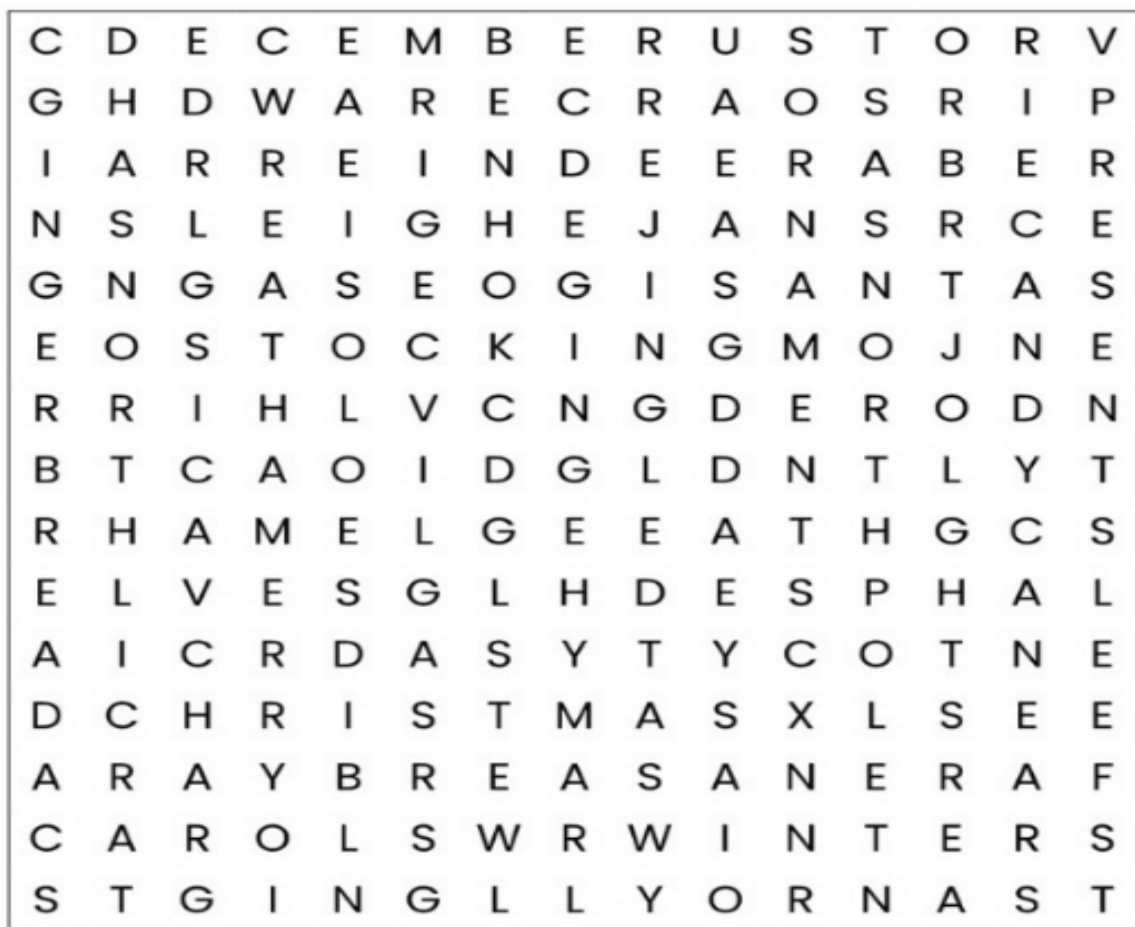 C D E C E M B E R U S T O R V
G H D W A R E C R A O S R I P
I A R R E I N D E E R A B E R
N S L E I G H E J A N S R C E
G N G A S E O G I S A N T A S
E O S T O C K I N G M O J N E
R R I H L V C N G D E R O D N
B T C A O I D G L D N T L Y T
R H A M E L G E E A T H G C S
E L V E S G L H D E S P H A L
A I C R D A S Y T Y C O T N E
D C H R I S T M A S X L S E E
A R A Y B R E A S A N E R A F
C A R O L S W R W I N T E R S
S T G I N G L L Y O R N A S T